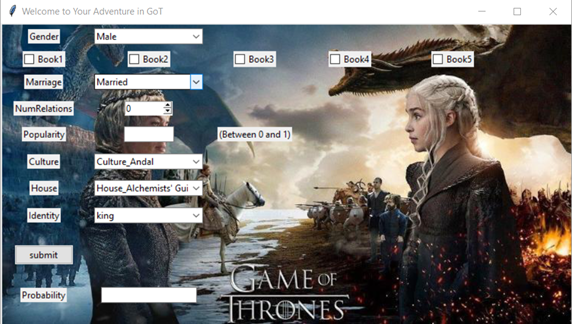 Welcome to Your Adventure in GoT
Gender Male
Book1 Book2 Book3 Book4 Book5
Marriage Married
NumRelations 0
Popularity (Between 0 and 1)
Culture Culture_Andal
House House_Alchemists' Gui
Identity king
submit
GAME OF
THRONES
Probability